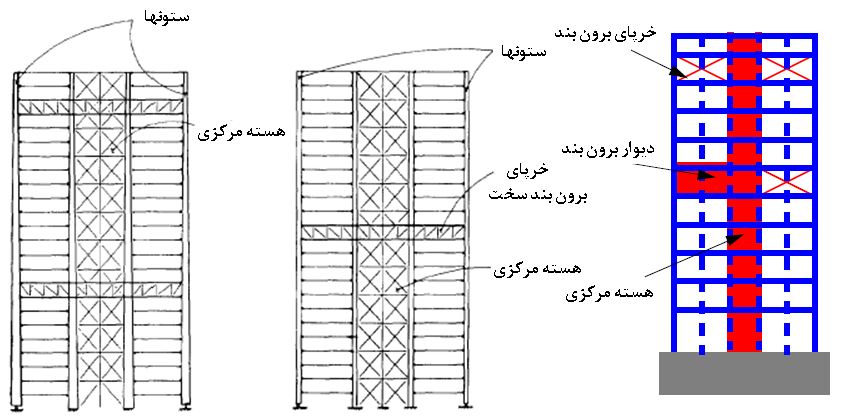 ستونها
هسته مرکزی
ستونها
خرپای
برون بند سخت
هسته مرکزی
خرپای برون بند
دیوار برون بند
هسته مرکزی